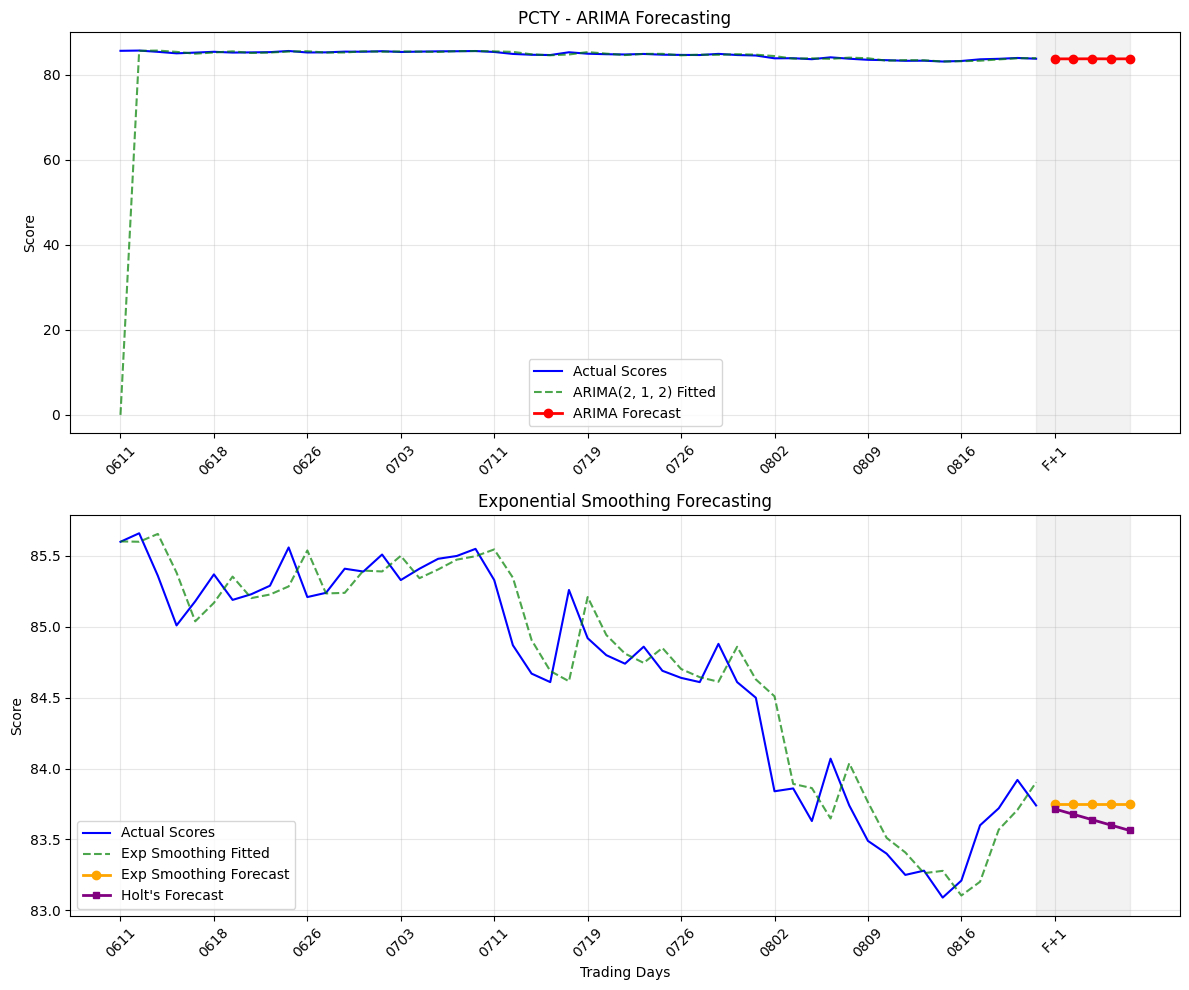 PCTY - ARIMA Forecasting
Score
80
60
40
20
0
Actual Scores
ARIMA(2, 1, 2) Fitted
ARIMA Forecast
0611 0618 0626 0703 0711 0719 0726 0802 0809 0816 F+1
Exponential Smoothing Forecasting
Score
85.5
85.0
84.5
84.0
83.5
83.0
Actual Scores
Exp Smoothing Fitted
Exp Smoothing Forecast
Holt's Forecast
0611 0618 0626 0703 0711 0719 0726 0802 0809 0816 F+1
Trading Days